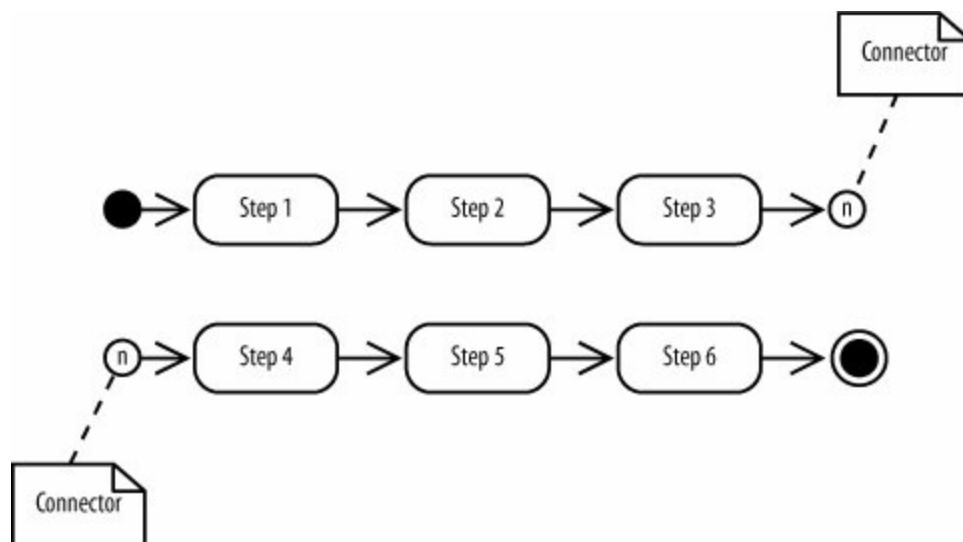 Connector
Step 1
Step 2
Step 3
n
n
Step 4
Step 5
Step 6
Connector